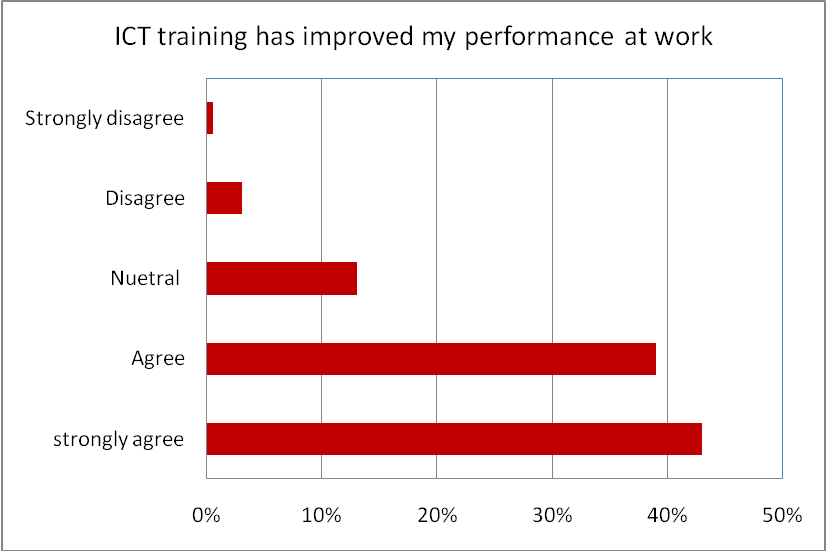 ICT training has improved my performance at work
Strongly disagree
Disagree
Nuetral
Agree
strongly agree
0% 10% 20% 30% 40% 50%